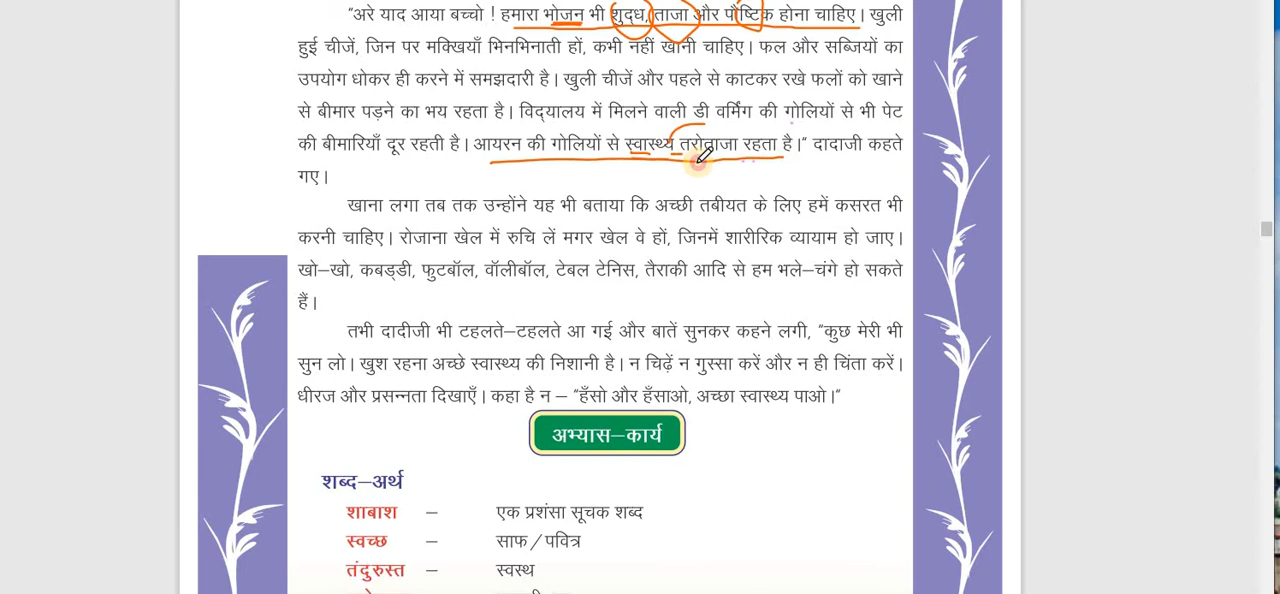 "अरे याद आया बच्चो ! हमारा भोजन भी शुद्ध, ताजा और पौष्टिक होना चाहिए। खुली
हुई चीजें, जिन पर मक्खियाँ भिनभिनाती हों, कभी नहीं खानी चाहिए। फल और सब्जियों का
उपयोग धोकर ही करने में समझदारी है। खुली चीजें और पहले से काटकर रखे फलों को खाने
से बीमार पड़ने का भय रहता है। विद्यालय में मिलने वाली डी वर्मिंग की गोलियों से भी पेट
की बीमारियाँ दूर रहती है। आयरन की गोलियों से स्वास्थ्य तरोताजा रहता है।" दादाजी कहते
गए।
खाना लगा तब तक उन्होंने यह भी बताया कि अच्छी तबीयत के लिए हमें कसरत भी
करनी चाहिए। रोजाना खेल में रुचि लें मगर खेल वे हों, जिनमें शारीरिक व्यायाम हो जाए।
खो–खो, कबड्डी, फुटबॉल, वॉलीबॉल, टेबल टेनिस, तैराकी आदि से हम भले–चंगे हो सकते
हैं।
तभी दादीजी भी टहलते–टहलते आ गई और बातें सुनकर कहने लगी, "कुछ मेरी भी
सुन लो। खुश रहना अच्छे स्वास्थ्य की निशानी है। न चिढ़ें न गुस्सा करें और न ही चिंता करें।
धीरज और प्रसन्नता दिखाएँ। कहा है न – "हँसो और हँसाओ, अच्छा स्वास्थ्य पाओ।"
अभ्यास–कार्य
शब्द–अर्थ
शाबाश – एक प्रशंसा सूचक शब्द
स्वच्छ – साफ / पवित्र
तंदुरुस्त – स्वस्थ